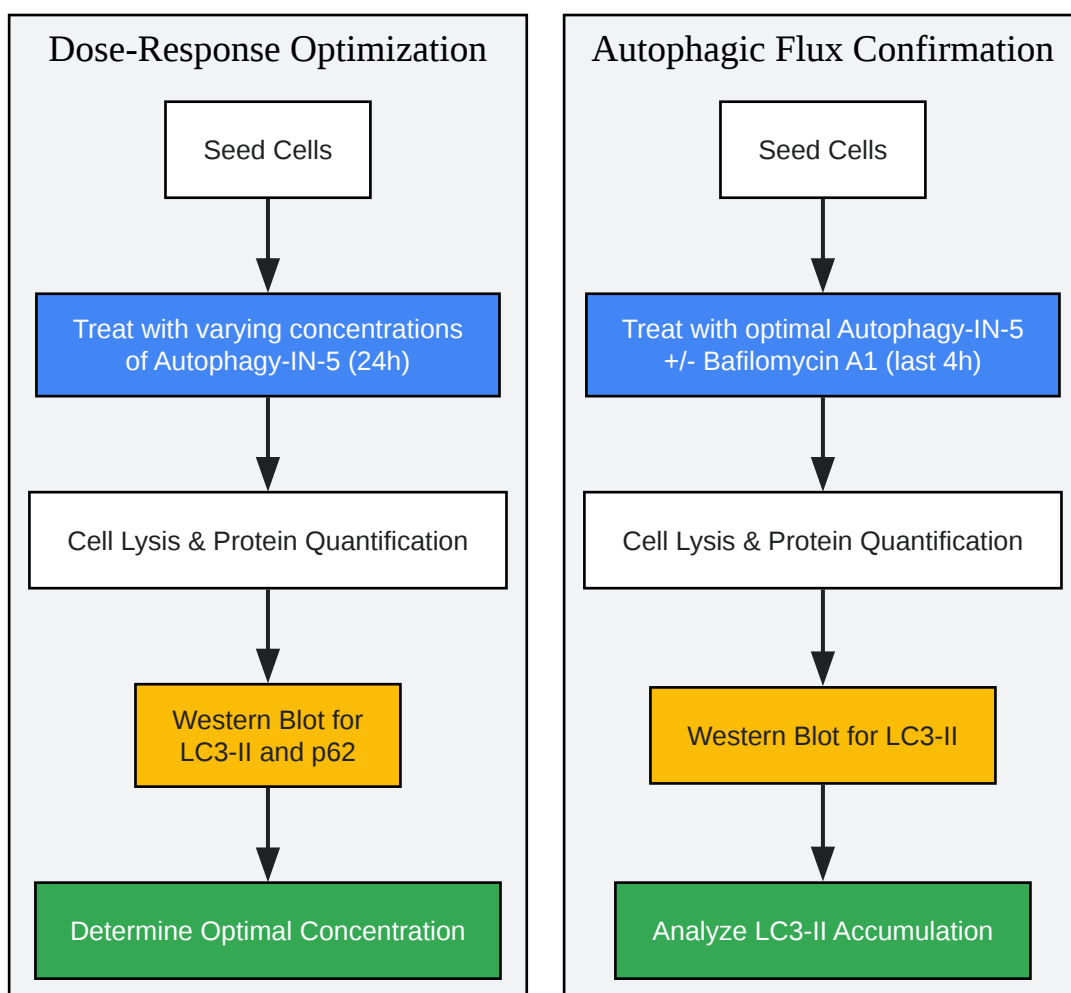 Dose-Response Optimization
Seed Cells
Treat with varying concentrations
of Autophagy-IN-5 (24h)
Cell Lysis & Protein Quantification
Western Blot for
LC3-II and p62
Determine Optimal Concentration
Autophagic Flux Confirmation
Seed Cells
Treat with optimal Autophagy-IN-5
+/- Bafilomycin A1 (last 4h)
Cell Lysis & Protein Quantification
Western Blot for LC3-II
Analyze LC3-II Accumulation